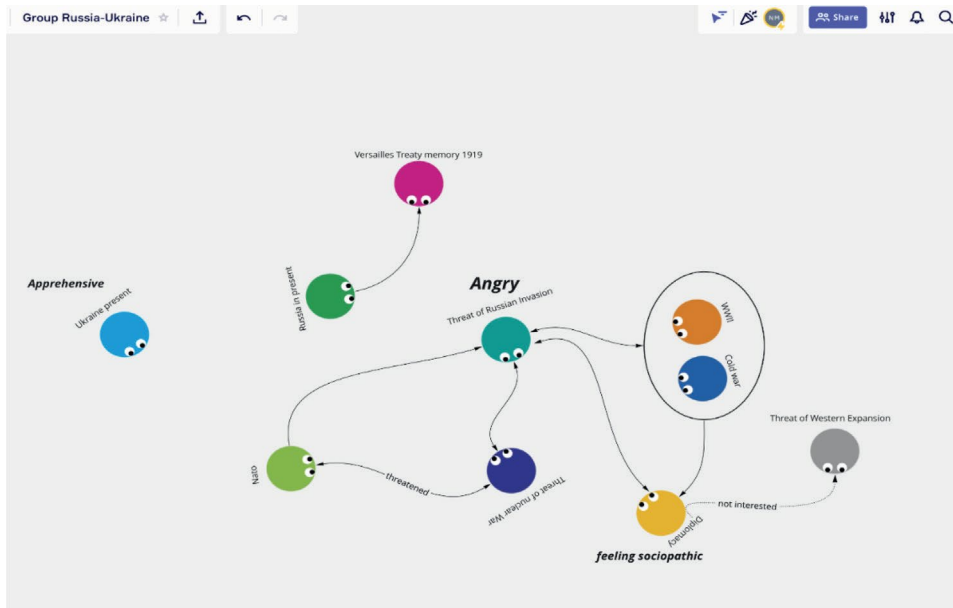 Group Russia-Ukraine
NM
Share
Versailles Treaty memory 1919
Russia in present
Apprehensive
Ukraine present
Angry
Threat of Russian Invasion
WWII
Cold war
Threat of Western Expansion
Nato
threatened
Threat of nuclear War
not interested
Diplomacy
feeling sociopathic